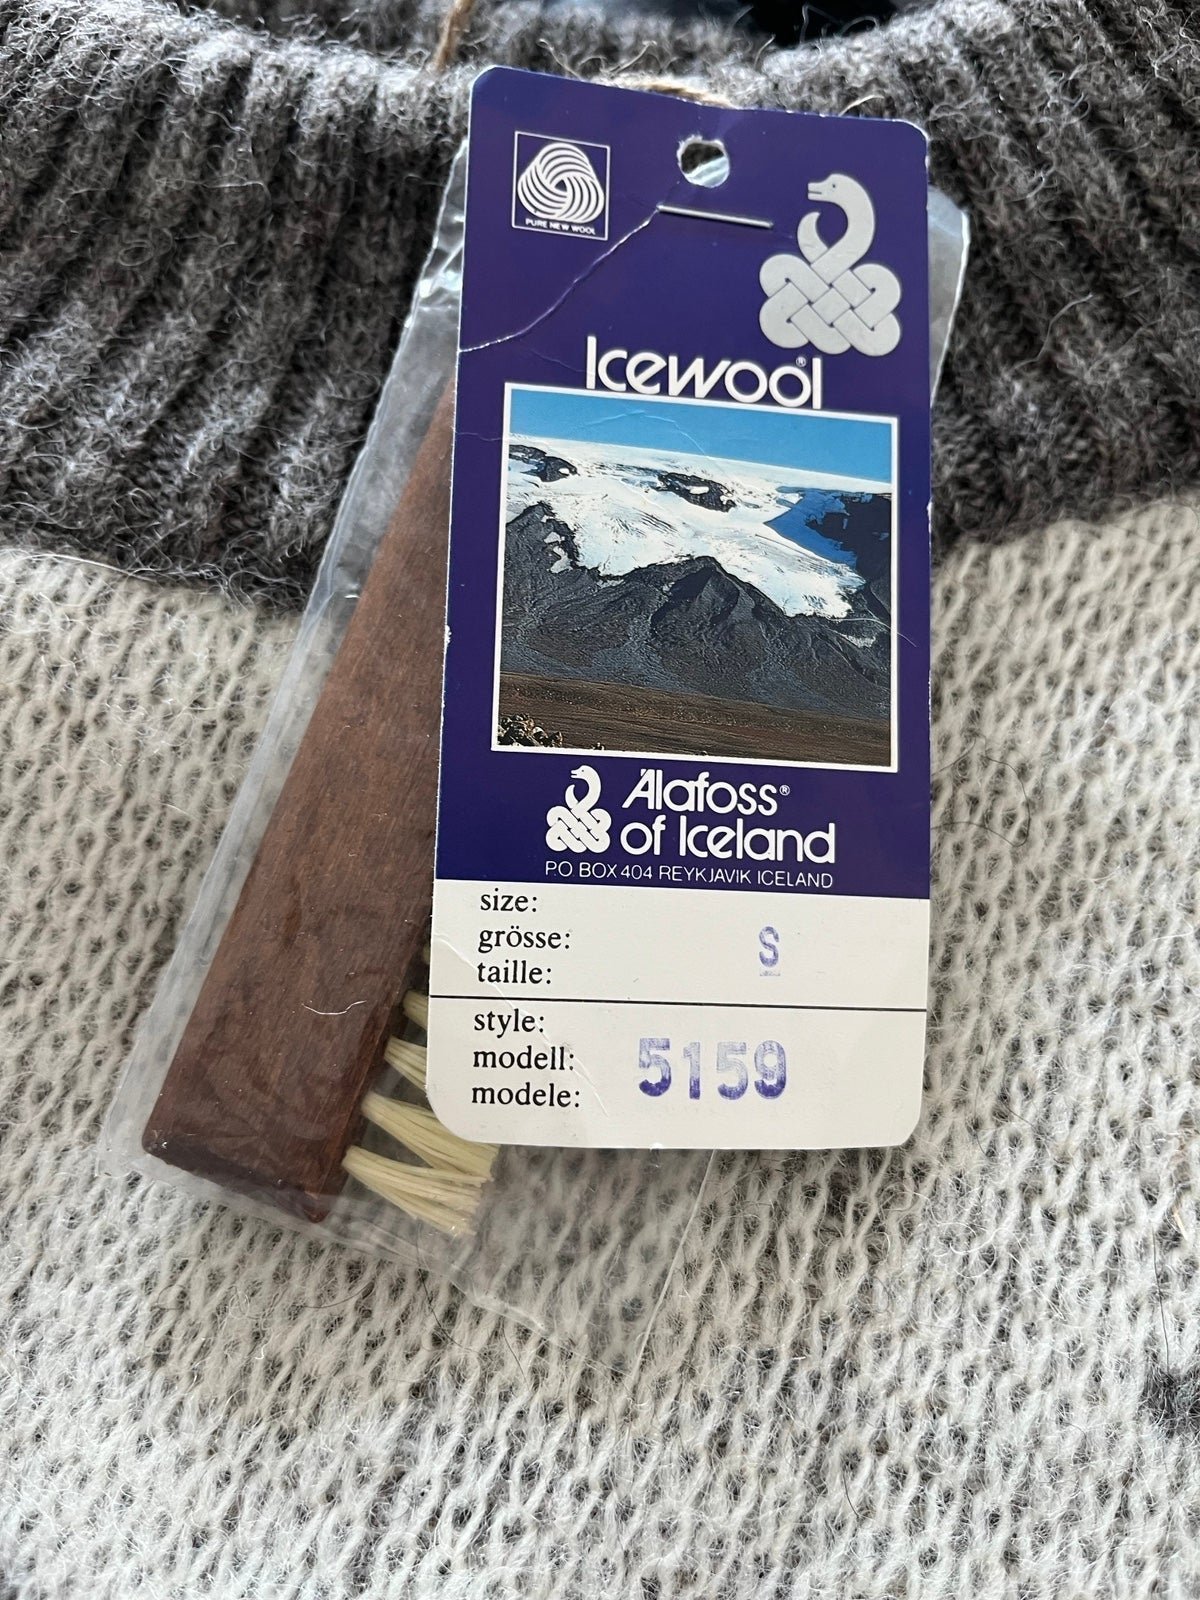 PURE NEW WOOL
Icewool®
Álafoss®
of Iceland
P.O BOX 404 REYKJAVIK ICELAND
size:
grösse:
taille:
S
style:
modell:
modele:
5159